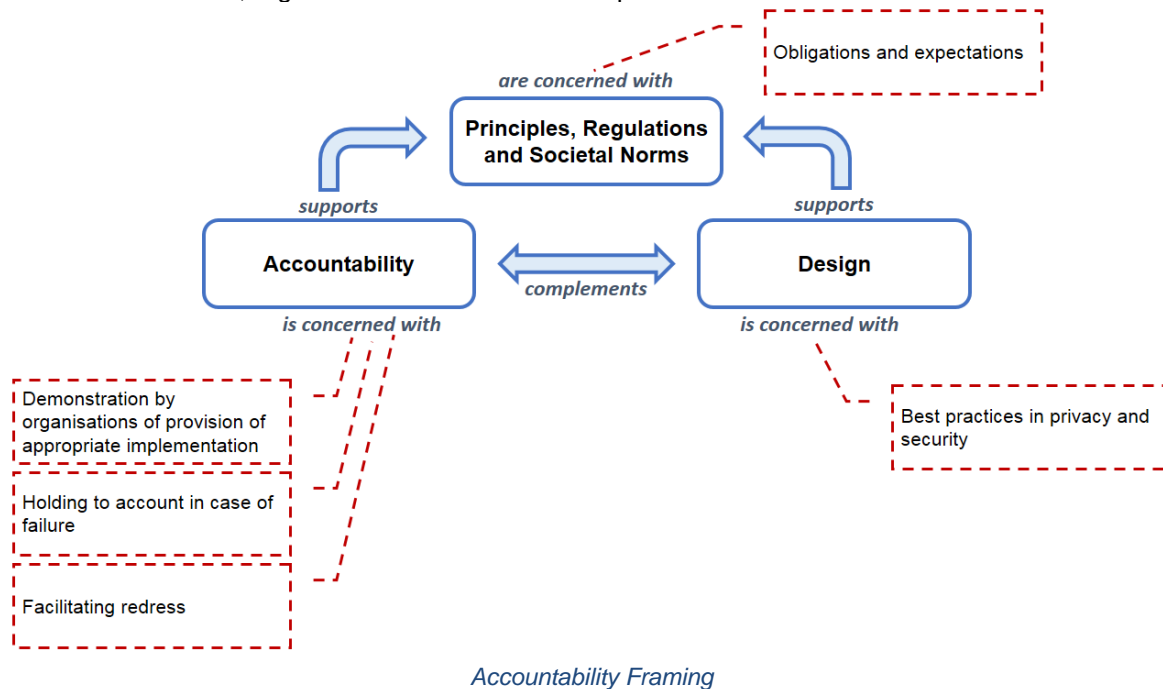 Obligations and expectations
are concerned with
Principles, Regulations
and Societal Norms
supports
supports
Accountability
Design
complements
is concerned with
is concerned with
Demonstration by
organisations of provision of
appropriate implementation
Best practices in privacy and
security
Holding to account in case of
failure
Facilitating redress
Accountability Framing